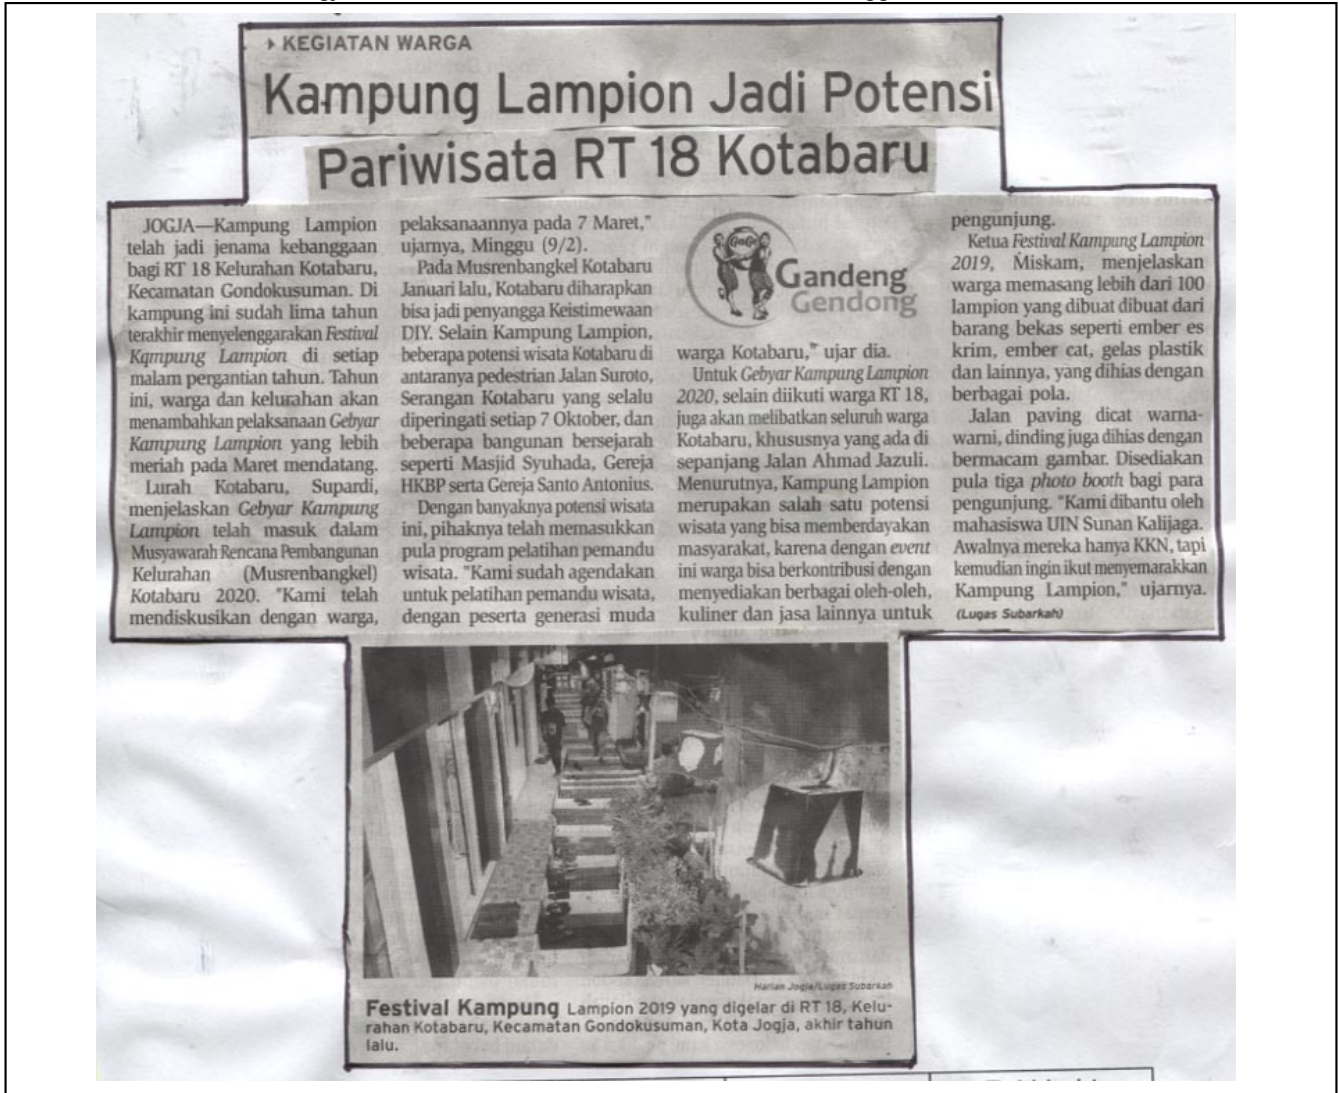 KEGIATAN WARGA
Kampung Lampion Jadi Potensi
Pariwisata RT 18 Kotabaru
JOGJA—Kampung Lampion
telah jadi jenama kebanggaan
bagi RT 18 Kelurahan Kotabaru,
Kecamatan Gondokusuman. Di
kampung ini sudah lima tahun
terakhir menyelenggarakan Festival
Kampung Lampion di setiap
malam pergantian tahun. Tahun
ini, warga dan kelurahan akan
menambahkan pelaksanaan Gebyar
Kampung Lampion yang lebih
meriah pada Maret mendatang.
Lurah Kotabaru, Supardi,
menjelaskan Gebyar Kampung
Lampion telah masuk dalam
Musyawarah Rencana Pembangunan
Kelurahan (Musrenbangkel)
Kotabaru 2020. "Kami telah
mendiskusikan dengan warga,
pelaksanaannya pada 7 Maret,"
ujarnya, Minggu (9/2).
Pada Musrenbangkel Kotabaru
Januari lalu, Kotabaru diharapkan
bisa jadi penyangga Keistimewaan
DIY. Selain Kampung Lampion,
beberapa potensi wisata Kotabaru di
antaranya pedestrian Jalan Suroto,
Serangan Kotabaru yang selalu
diperingati setiap 7 Oktober, dan
beberapa bangunan bersejarah
seperti Masjid Syuhada, Gereja
HKBP serta Gereja Santo Antonius.
Dengan banyaknya potensi wisata
ini, pihaknya telah memasukkan
pula program pelatihan pemandu
wisata. "Kami sudah agendakan
untuk pelatihan pemandu wisata,
dengan peserta generasi muda
GaGe
Gandeng
Gendong
warga Kotabaru," ujar dia.
Untuk Gebyar Kampung Lampion
2020, selain diikuti warga RT 18,
juga akan melibatkan seluruh warga
Kotabaru, khususnya yang ada di
sepanjang Jalan Ahmad Jazuli.
Menurutnya, Kampung Lampion
merupakan salah satu potensi
wisata yang bisa memberdayakan
masyarakat, karena dengan event
ini warga bisa berkontribusi dengan
menyediakan berbagai oleh-oleh,
kuliner dan jasa lainnya untuk
pengunjung.
Ketua Festival Kampung Lampion
2019, Miskam, menjelaskan
warga memasang lebih dari 100
lampion yang dibuat dibuat dari
barang bekas seperti ember es
krim, ember cat, gelas plastik
dan lainnya, yang dihias dengan
berbagai pola.
Jalan paving dicat warna-
warni, dinding juga dihias dengan
bermacam gambar. Disediakan
pula tiga photo booth bagi para
pengunjung. "Kami dibantu oleh
mahasiswa UIN Sunan Kalijaga.
Awalnya mereka hanya KKN, tapi
kemudian ingin ikut menyemarakkan
Kampung Lampion," ujarnya.
(Lugas Subarkah)
Harian Jogja/Lugas Subarkah
Festival Kampung Lampion 2019 yang digelar di RT 18, Kelu-
rahan Kotabaru, Kecamatan Gondokusuman, Kota Jogja, akhir tahun
lalu.